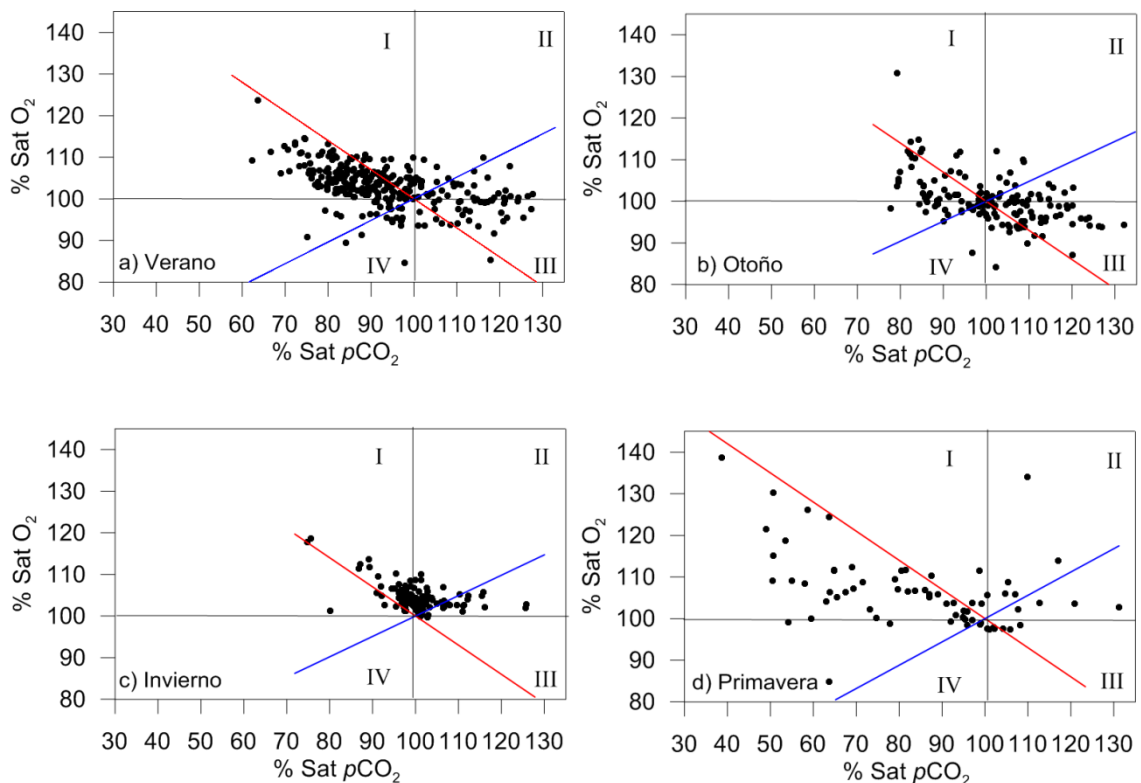 140
130
120
110
100
90
80
% Sat O2
I
II
III
IV
a) Verano
30 40 50 60 70 80 90 100 110 120 130
% Sat pCO2
140
130
120
110
100
90
80
% Sat O2
I
II
III
IV
b) Otoño
30 40 50 60 70 80 90 100 110 120 130
% Sat pCO2
140
130
120
110
100
90
80
% Sat O2
I
II
III
IV
c) Invierno
30 40 50 60 70 80 90 100 110 120 130
% Sat pCO2
140
130
120
110
100
90
80
% Sat O2
I
II
III
IV
d) Primavera
30 40 50 60 70 80 90 100 110 120 130
% Sat pCO2